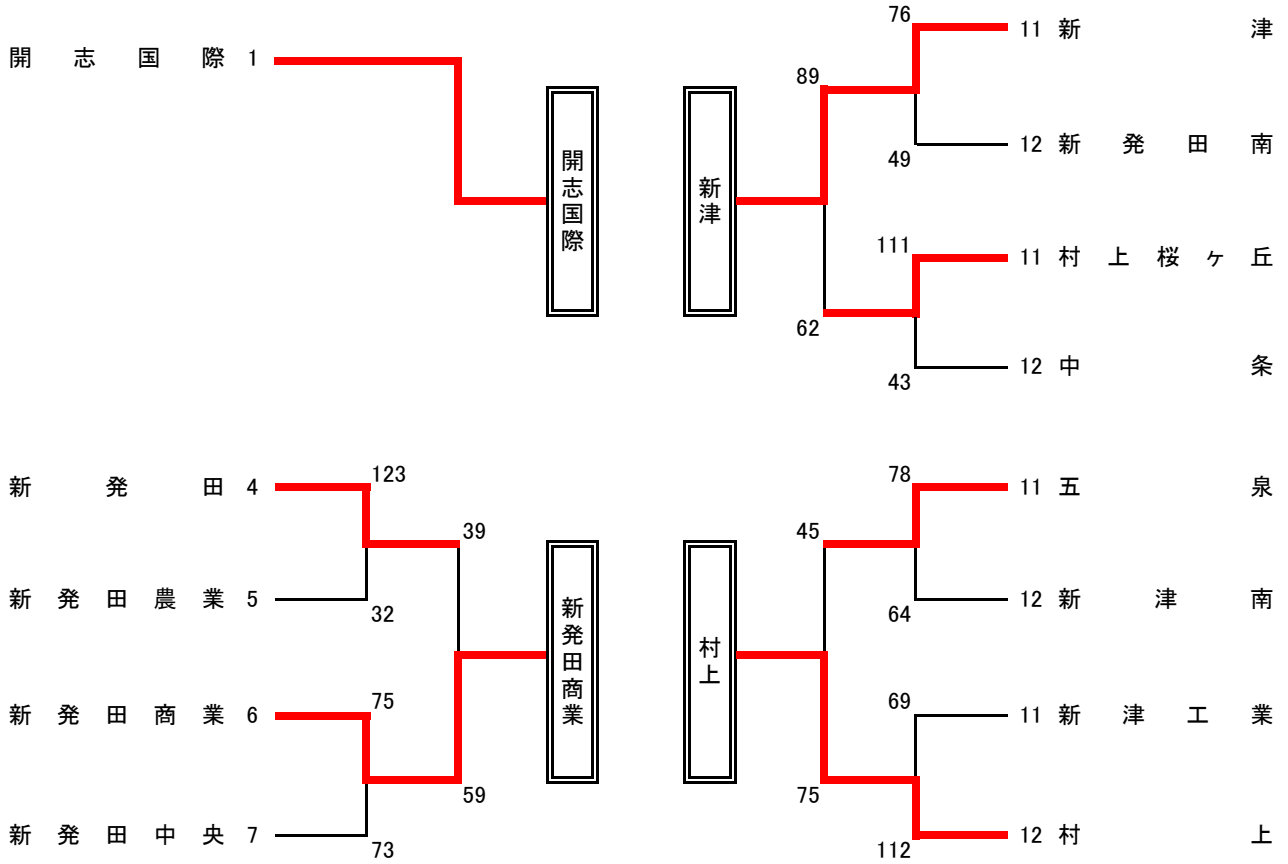 開志国際 1
開志国際
新発田 4
123
39
新発田農業 5
32
新発田商業 6
75
59
新発田中央 7
73
新発田商業
76
11 新津
89
49
12 新発田南
新津
111
11 村上桜ヶ丘
62
43
12 中条
78
11 五泉
45
64
12 新津南
村上
69
11 新津工業
75
112
12 村上